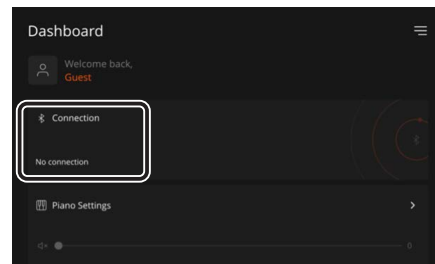 Dashboard
Welcome back,
Guest
Connection
No connection
Piano Settings
0